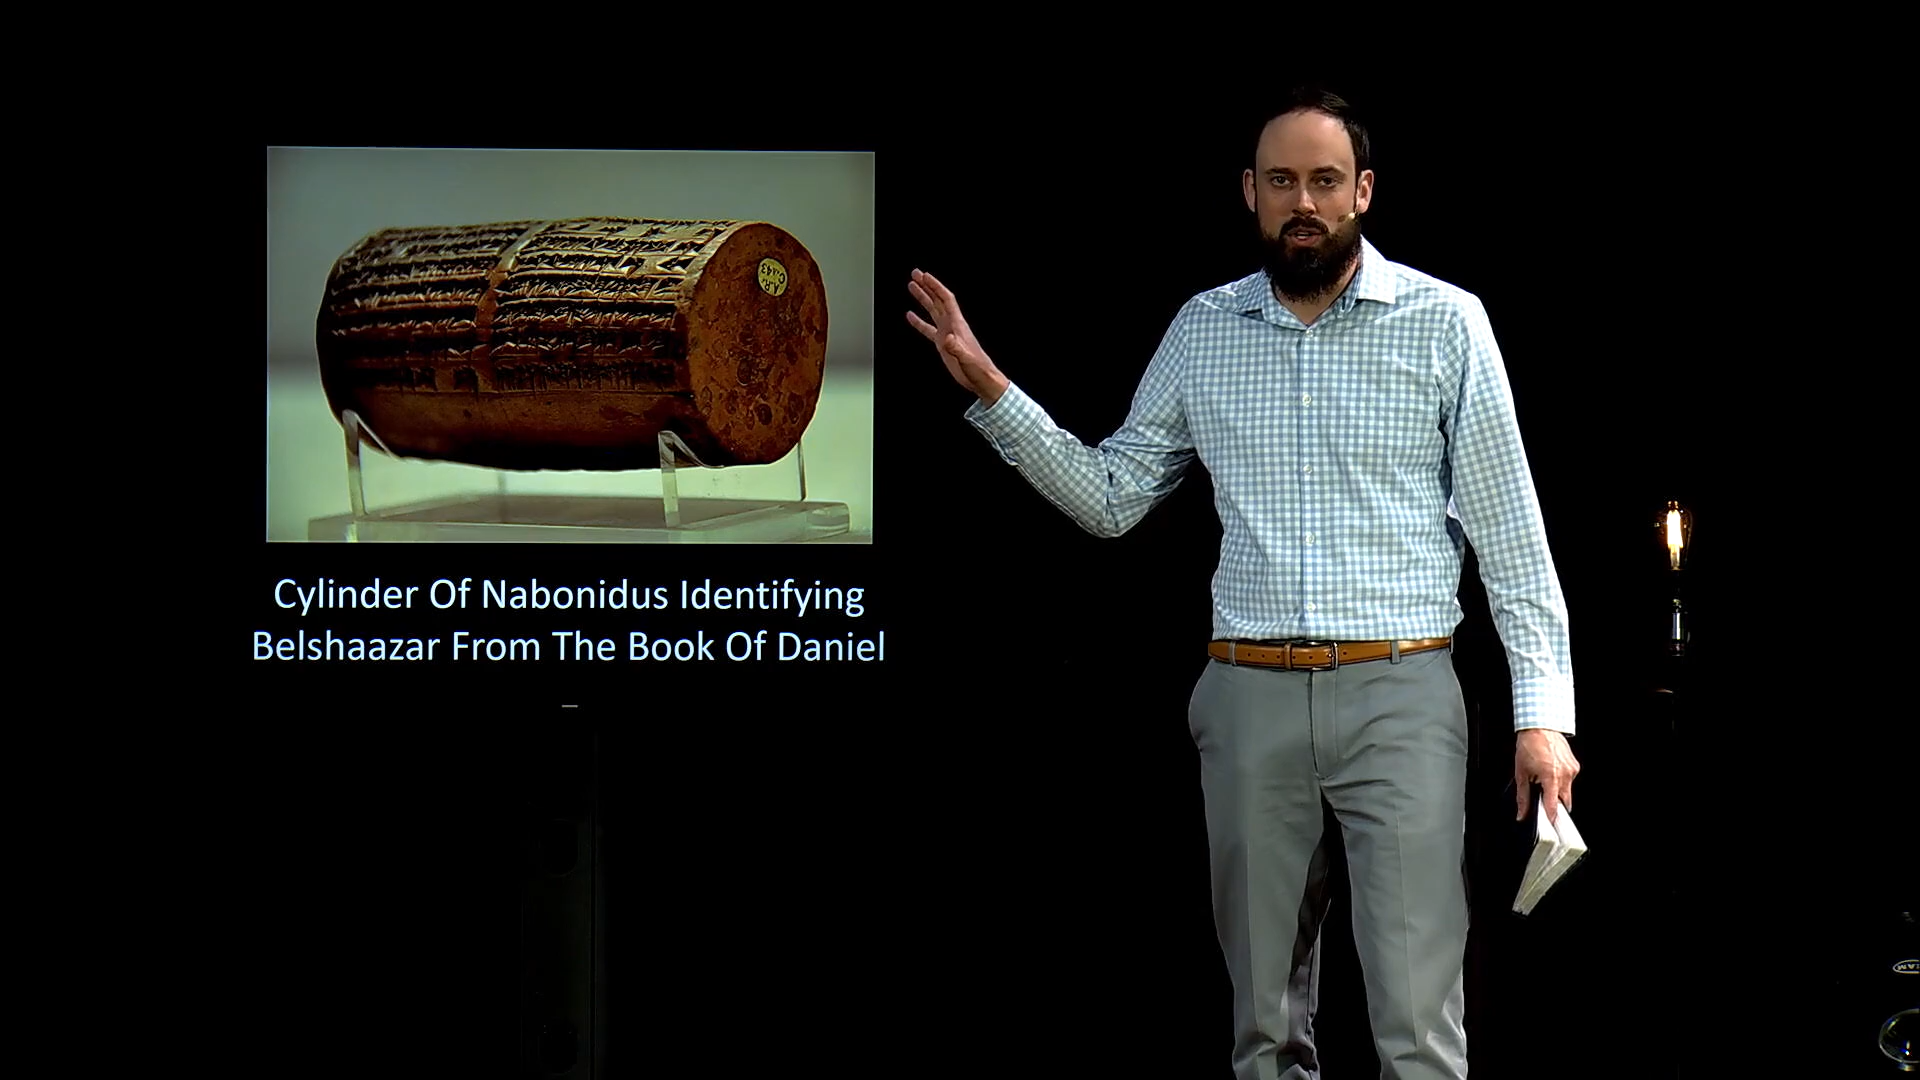 Cylinder Of Nabonidus Identifying
Belshaazar From The Book Of Daniel